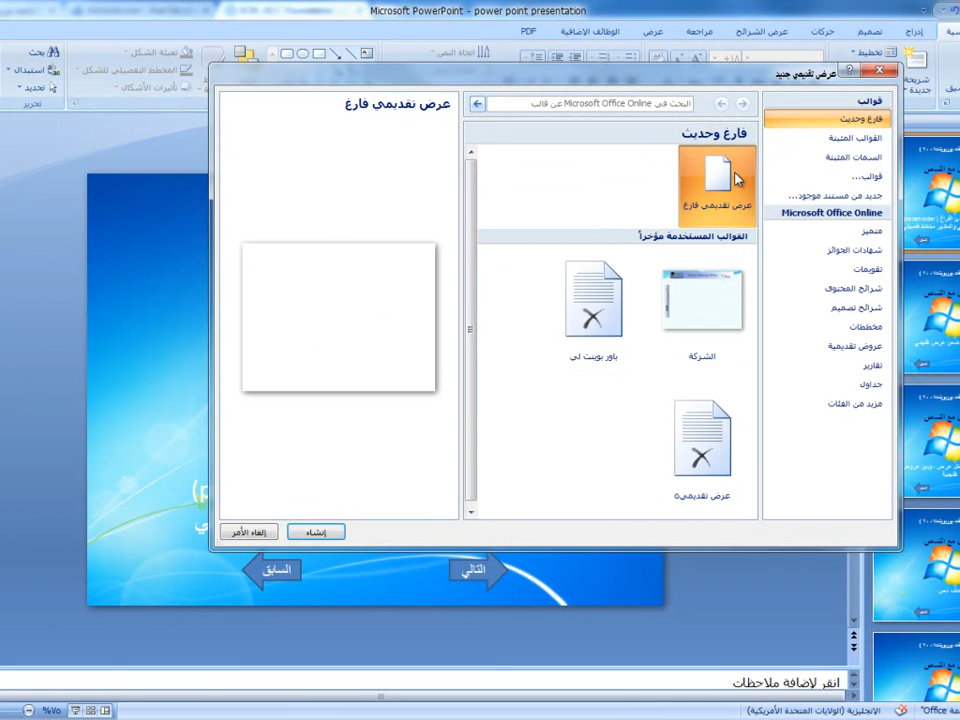 Microsoft PowerPoint - power point presentation
إدراج
تصميم
حركات
عرض الشرائح
مراجعة
عرض
الوظائف الإضافية
PDF
شريحة
جديدة
تخطيط
اتجاه النص
تعبئة الشكل
المخطط التفصيلي للشكل
تأثيرات الأشكال
بحث
استبدال
تحديد
تحرير
عرض تقديمي جديد
قوالب
فارغ وحديث
القوالب المثبتة
السمات المثبتة
قوالب...
جديد من مستند موجود...
Microsoft Office Online
متميز
شهادات الجوائز
تقويمات
شرائح المحتوى
شرائح تصميم
مخططات
عروض تقديمية
تقارير
جداول
مزيد من الفئات
البحث في Microsoft Office Online عن قالب
فارغ وحديث
عرض تقديمي فارغ
القوالب المستخدمة مؤخراً
الشركة
باور بوينت لي
عرض تقديمي٥
عرض تقديمي فارغ
إنشاء
إلغاء الأمر
التالي
السابق
انقر لإضافة ملاحظات
الانجليزية (الولايات المتحدة الأمريكية)
٧٥%